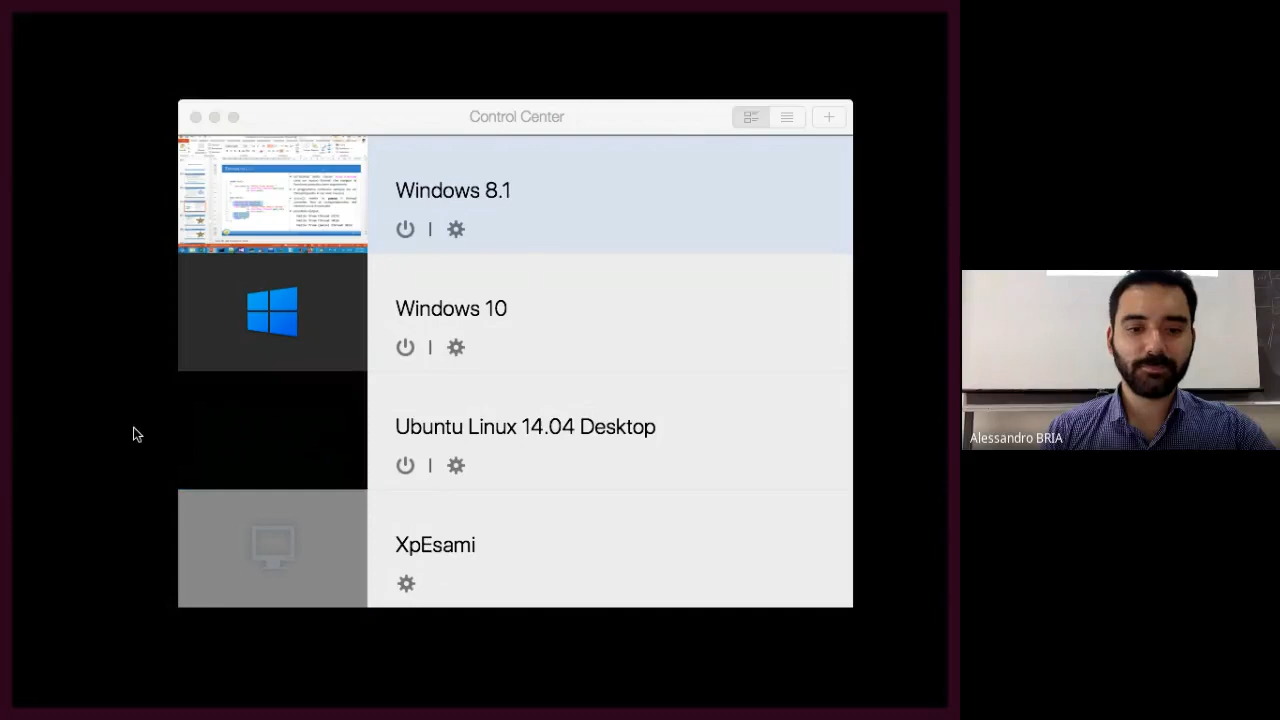 Control Center
Windows 8.1
Windows 10
Ubuntu Linux 14.04 Desktop
XpEsami
Alessandro BRIA